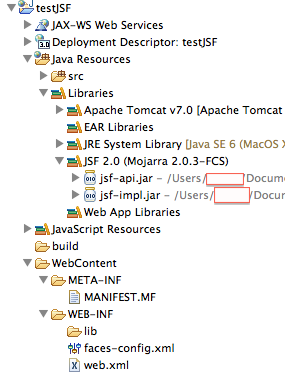 testJSF
JAX-WS Web Services
3.0 Deployment Descriptor: testJSF
Java Resources
src
Libraries
Apache Tomcat v7.0 [Apache Tomcat
EAR Libraries
JRE System Library [Java SE 6 (MacOS X
JSF 2.0 (Mojarra 2.0.3-FCS)
jsf-api.jar – /Users/ /Docume
jsf-impl.jar – /Users/ /Docum
Web App Libraries
JavaScript Resources
build
WebContent
META-INF
MANIFEST.MF
WEB-INF
lib
faces-config.xml
web.xml